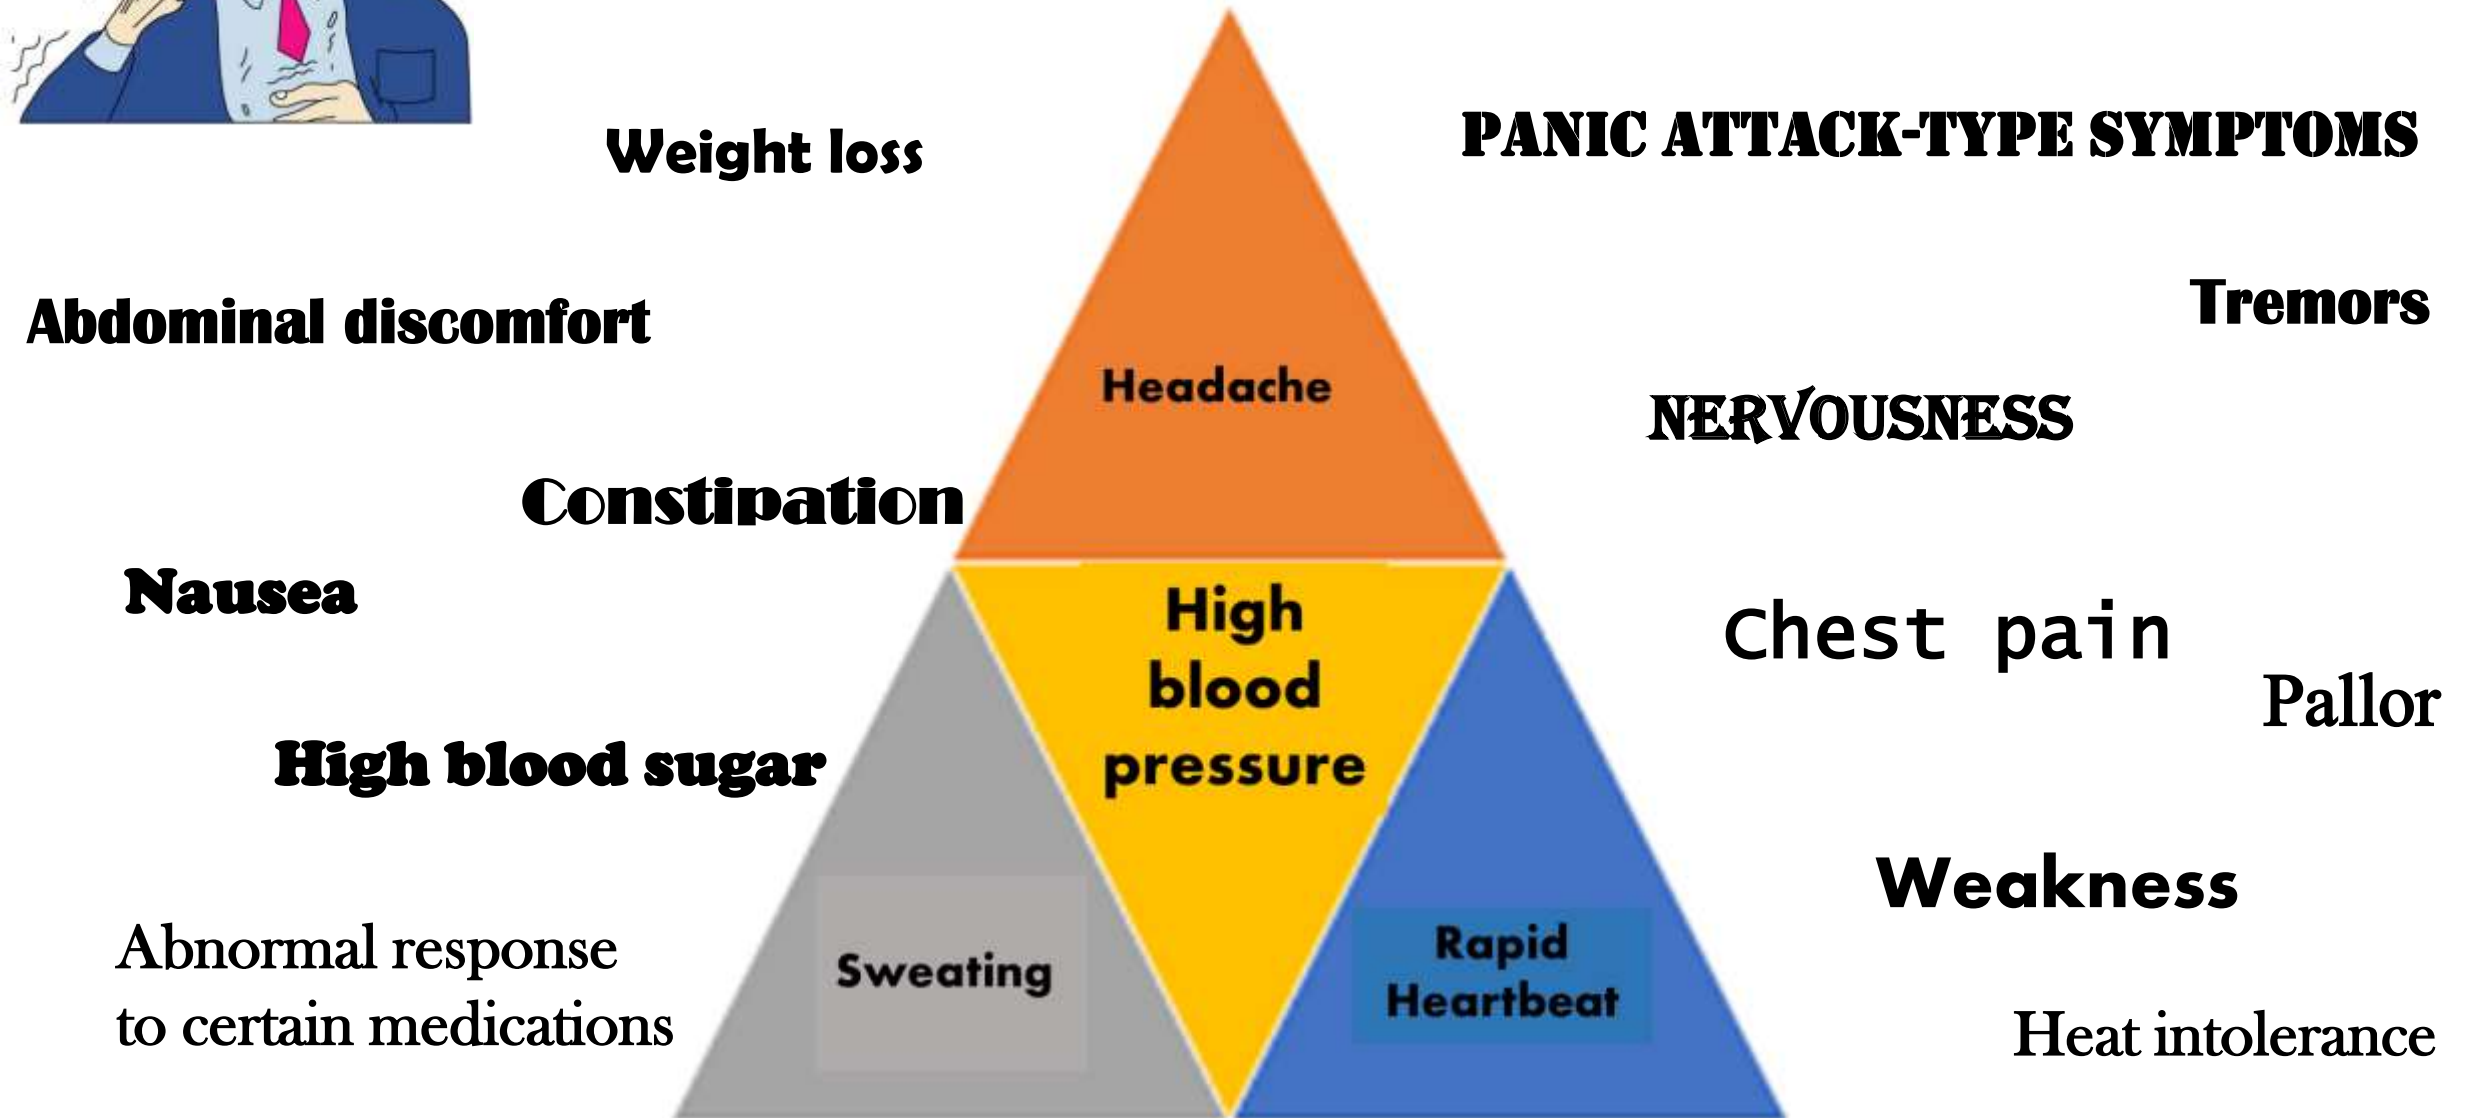 Weight loss
PANIC ATTACK-TYPE SYMPTOMS
Abdominal discomfort
Tremors
Headache
NERVOUSNESS
Constipation
Nausea
High
blood
pressure
Chest pain
Pallor
High blood sugar
Weakness
Abnormal response
to certain medications
Sweating
Rapid
Heartbeat
Heat intolerance